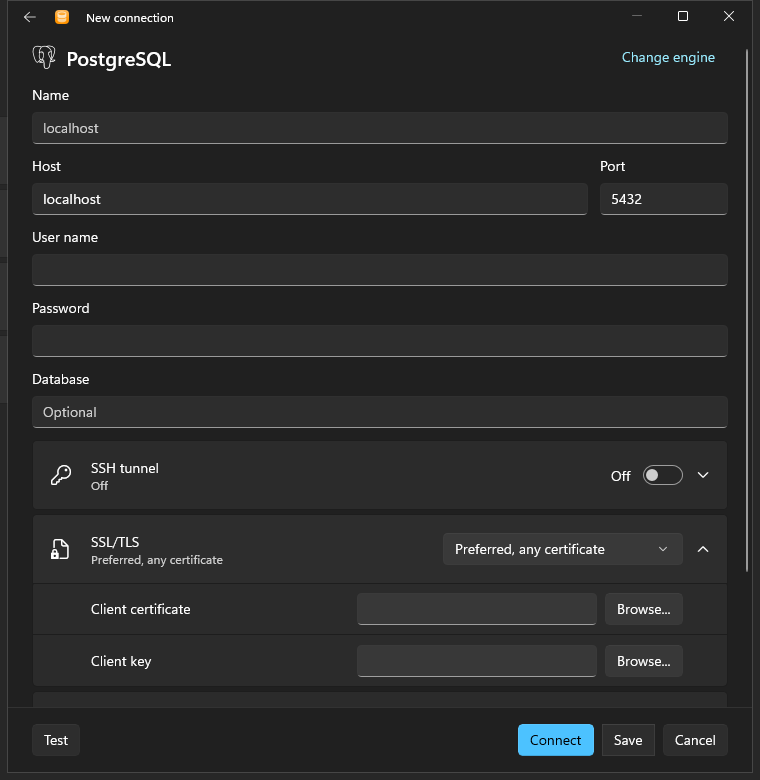 New connection
PostgreSQL
Change engine
Name
localhost
Host
Port
localhost
5432
User name
Password
Database
Optional
SSH tunnel
Off
Off
SSL/TLS
Preferred, any certificate
Preferred, any certificate
Client certificate
Browse...
Client key
Browse...
Test
Connect
Save
Cancel